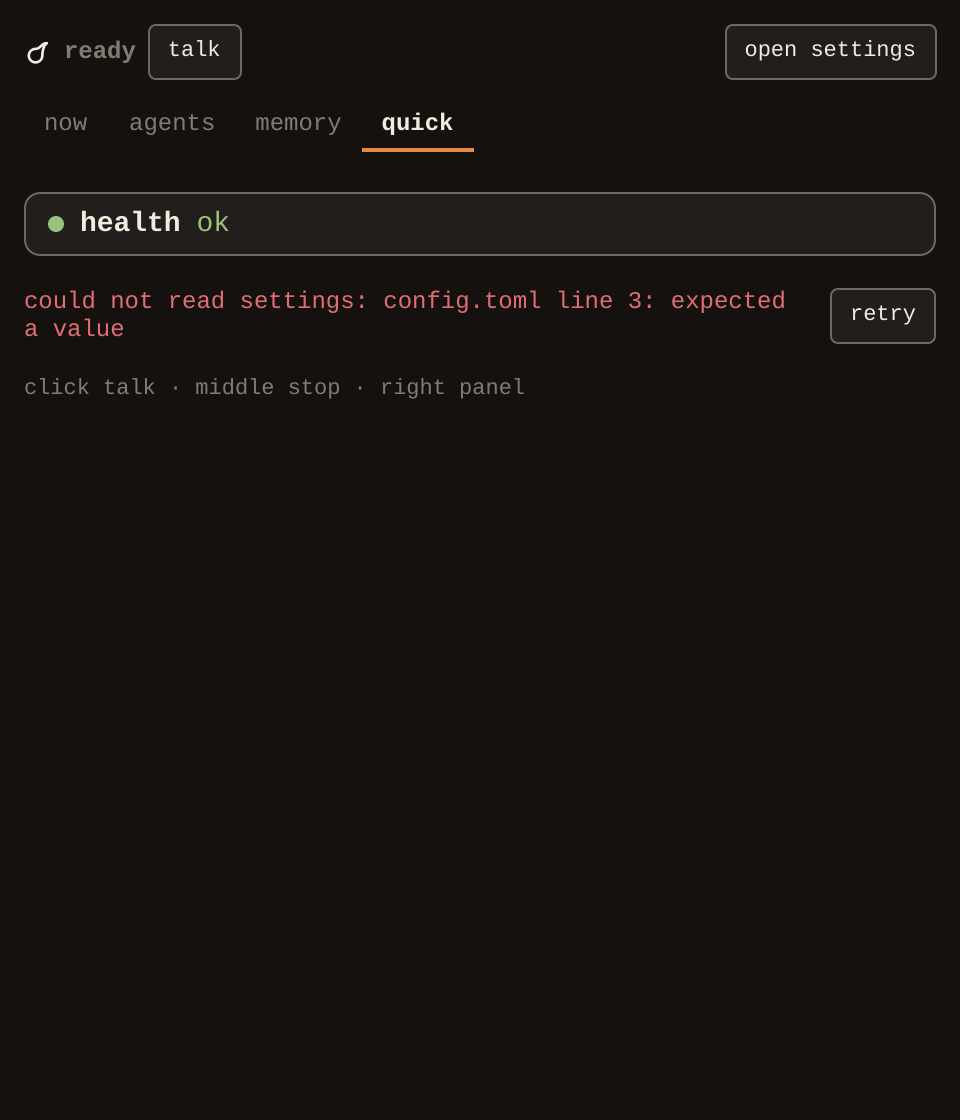 ready talk open settings
now agents memory quick
health ok
could not read settings: config.toml line 3: expected
a value
retry
click talk · middle stop · right panel